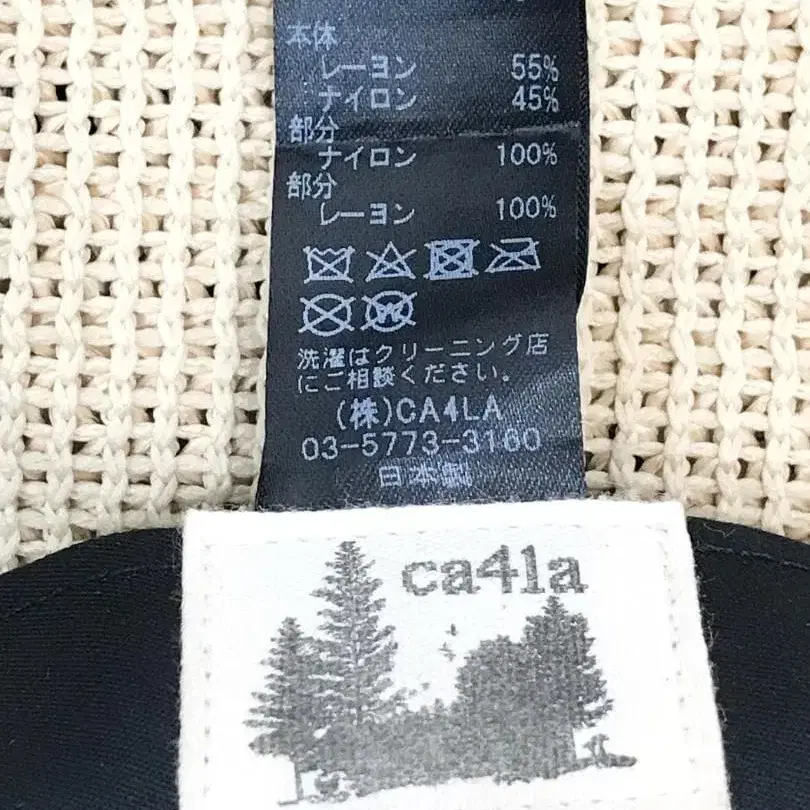 本体
レーヨン 55%
ナイロン 45%
部分
ナイロン 100%
部分
レーヨン 100%
洗濯はクリーニング店
にご相談ください。
(株)CA4LA
03-5773-3160
日本製
ca4la